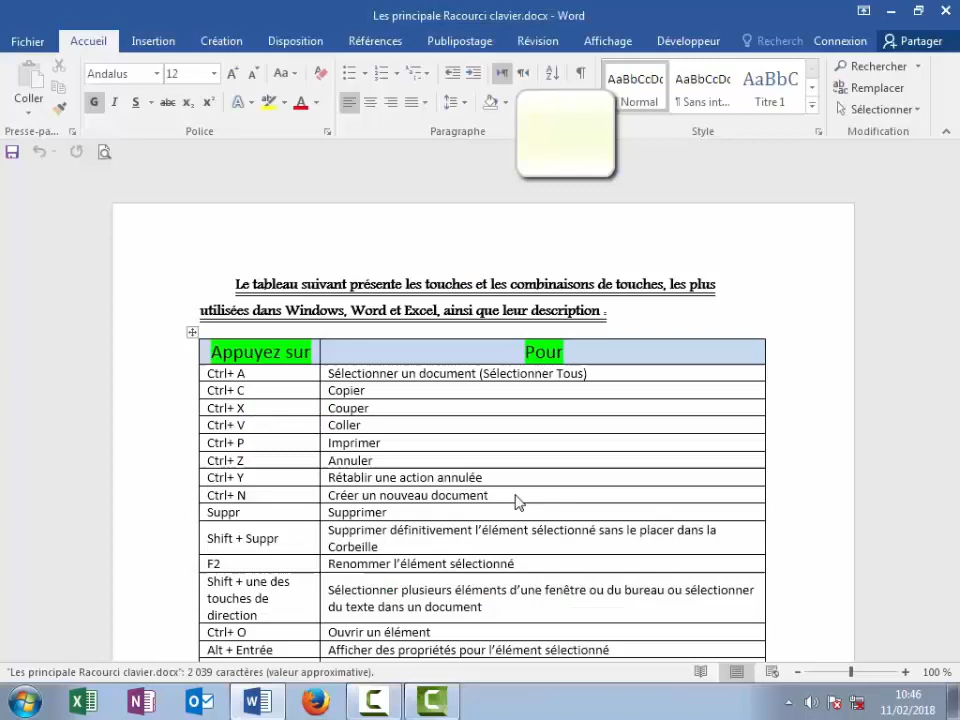 Les principale Racourci clavier.docx - Word
Fichier Accueil Insertion Création Disposition Références Publipostage Révision Affichage Développeur Recherch Connexion Partager
Coller
Andalus 12
Aa
G I S abc x₂ x²
A A
AaBbCcDc AaBbCcDc AaBbC
Normal ¶ Sans int... Titre 1
Rechercher
Remplacer
Sélectionner
Presse-pa... Police Paragraphe Style Modification
Le tableau suivant présente les touches et les combinaisons de touches, les plus
utilisées dans Windows, Word et Excel, ainsi que leur description :
Appuyez sur Pour
Ctrl+ A Sélectionner un document (Sélectionner Tous)
Ctrl+ C Copier
Ctrl+ X Couper
Ctrl+ V Coller
Ctrl+ P Imprimer
Ctrl+ Z Annuler
Ctrl+ Y Rétablir une action annulée
Ctrl+ N Créer un nouveau document
Suppr Supprimer
Shift + Suppr Supprimer définitivement l’élément sélectionné sans le placer dans la
Corbeille
F2 Renommer l’élément sélectionné
Shift + une des
touches de
direction
Sélectionner plusieurs éléments d’une fenêtre ou du bureau ou sélectionner
du texte dans un document
Ctrl+ O Ouvrir un élément
Alt + Entrée Afficher des propriétés pour l’élément sélectionné
"Les principale Racourci clavier.docx": 2 039 caractères (valeur approximative).
100 %
10:46
11/02/2018